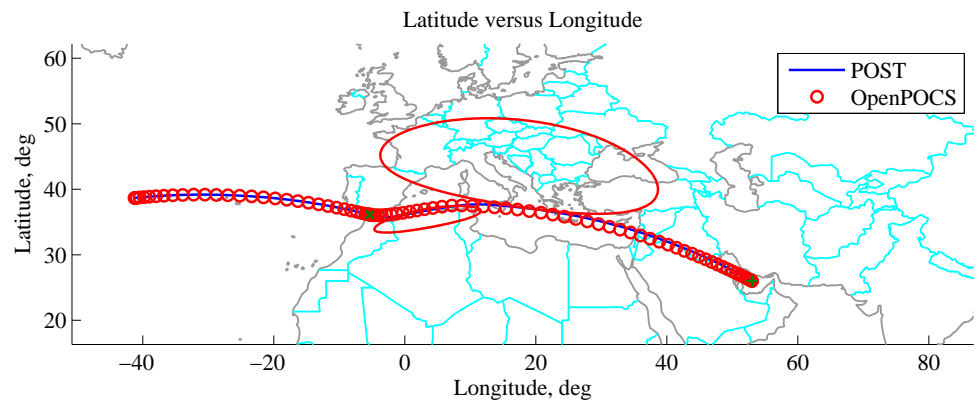 Latitude versus Longitude
POST
OpenPOCS
Latitude, deg
60
50
40
30
20
−40 −20 0 20 40 60 80
Longitude, deg